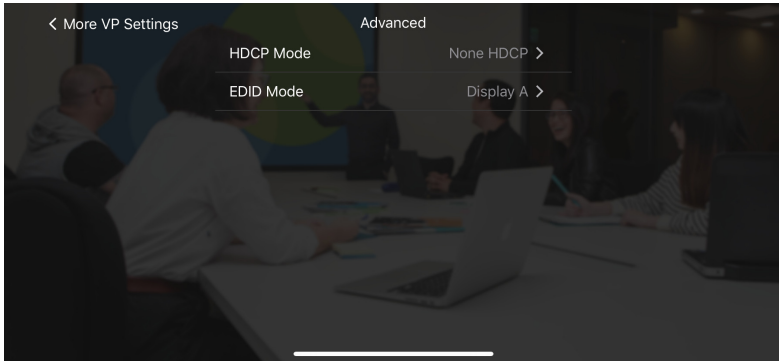 More VP Settings
Advanced
HDCP Mode
None HDCP
EDID Mode
Display A